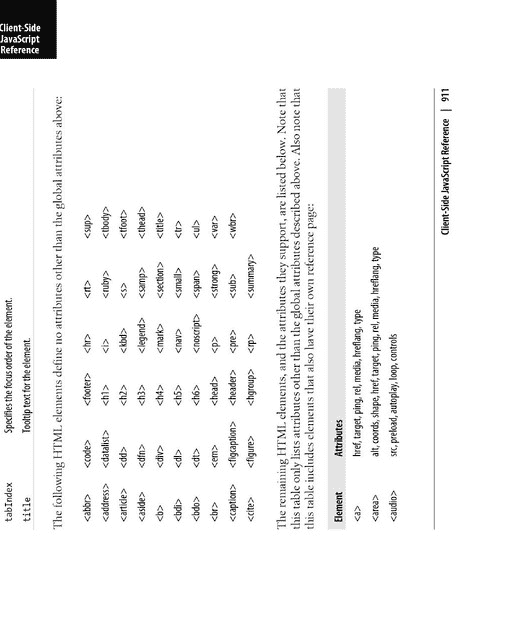 Client-Side
JavaScript
Reference
tabIndex Specifies the focus order of the element.
title Tooltip text for the element.
The following HTML elements define no attributes other than the global attributes above:
<abbr> <code> <footer> <hr> <rt> <sup>
<address> <datalist> <h1> <i> <ruby> <tbody>
<article> <dd> <h2> <kbd> <s> <tfoot>
<aside> <dfn> <h3> <legend> <samp> <thead>
<b> <div> <h4> <mark> <section> <title>
<bdi> <dl> <h5> <nav> <small> <tr>
<bdo> <dt> <h6> <noscript> <span> <ul>
<br> <em> <head> <p> <strong> <var>
<caption> <figcaption> <header> <pre> <sub> <wbr>
<cite> <figure> <hgroup> <rp> <summary>
The remaining HTML elements, and the attributes they support, are listed below. Note that
this table only lists attributes other than the global attributes described above. Also note that
this table includes elements that also have their own reference page:
Element Attributes
<a> href, target, ping, rel, media, hreflang, type
<area> alt, coords, shape, href, target, ping, rel, media, hreflang, type
<audio> src, preload, autoplay, loop, controls
Client-Side JavaScript Reference | 911